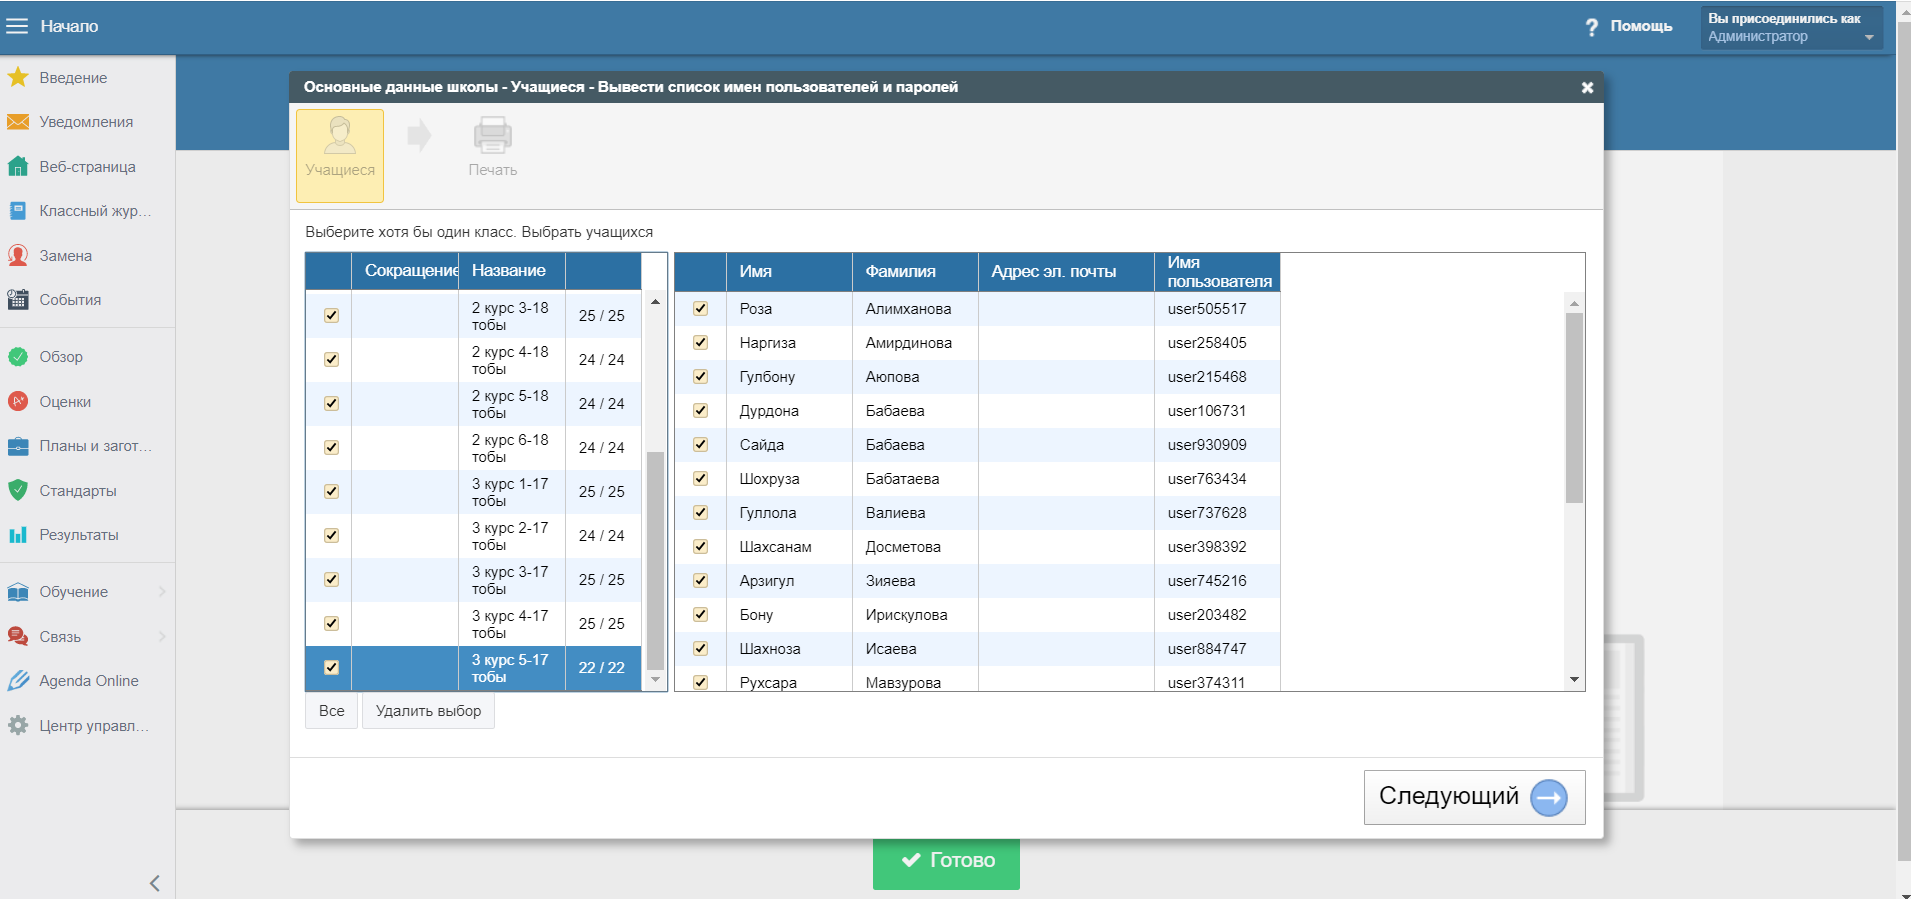 Начало
Помощь
Вы присоединились как
Администратор
Введение
Уведомления
Веб-страница
Классный жур...
Замена
События
Обзор
Оценки
Планы и загот...
Стандарты
Результаты
Обучение
Связь
Agenda Online
Центр управл...
Основные данные школы - Учащиеся - Вывести список имен пользователей и паролей
Учащиеся
Печать
Выберите хотя бы один класс. Выбрать учащихся
Сокращение Название
2 курс 3-18 тобы 25 / 25
2 курс 4-18 тобы 24 / 24
2 курс 5-18 тобы 24 / 24
2 курс 6-18 тобы 24 / 24
3 курс 1-17 тобы 25 / 25
3 курс 2-17 тобы 24 / 24
3 курс 3-17 тобы 25 / 25
3 курс 4-17 тобы 25 / 25
3 курс 5-17 тобы 22 / 22
Все
Удалить выбор
Имя Фамилия Адрес эл. почты Имя пользователя
Роза Алимханова user505517
Наргиза Амирдинова user258405
Гулбону Аюпова user215468
Дурдона Бабаева user106731
Сайда Бабаева user930909
Шохруза Бабатаева user763434
Гуллола Валиева user737628
Шахсанам Досметова user398392
Арзигул Зияева user745216
Бону Ирискулова user203482
Шахноза Исаева user884747
Рухсара Мавзурова user374311
Следующий
Готово